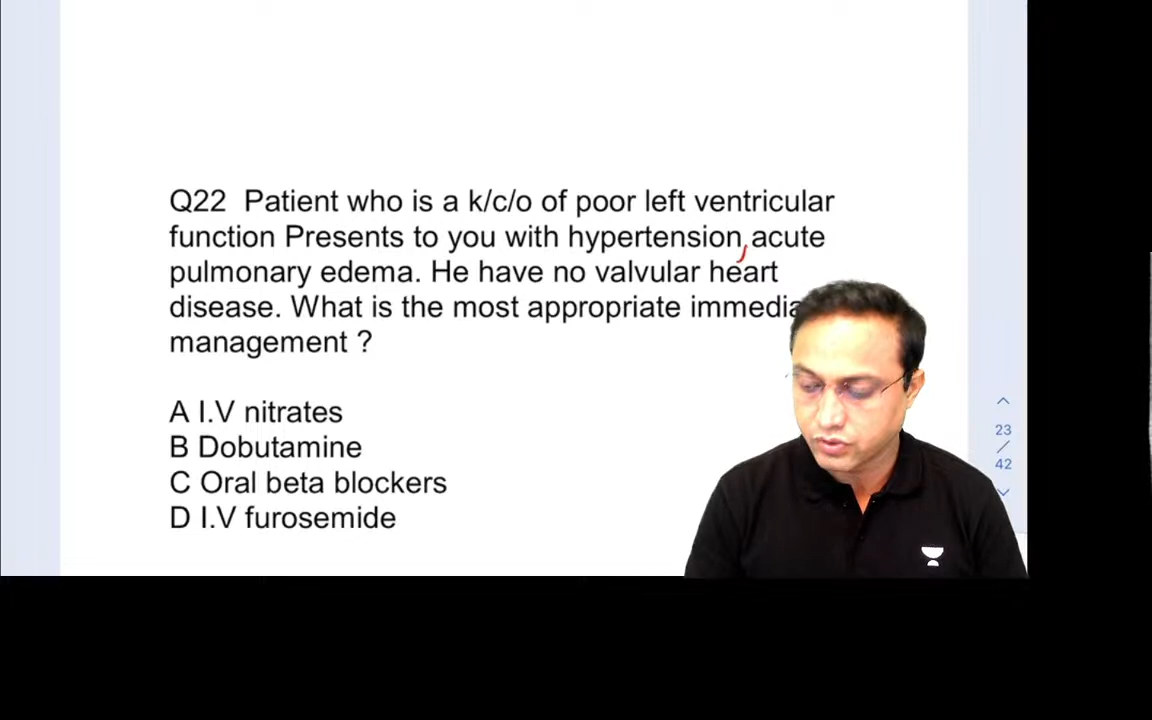 Q22 Patient who is a k/c/o of poor left ventricular
function Presents to you with hypertension, acute
pulmonary edema. He have no valvular heart
disease. What is the most appropriate
management ?
A I.V nitrates
B Dobutamine
C Oral beta blockers
D I.V furosemide
23
/
42